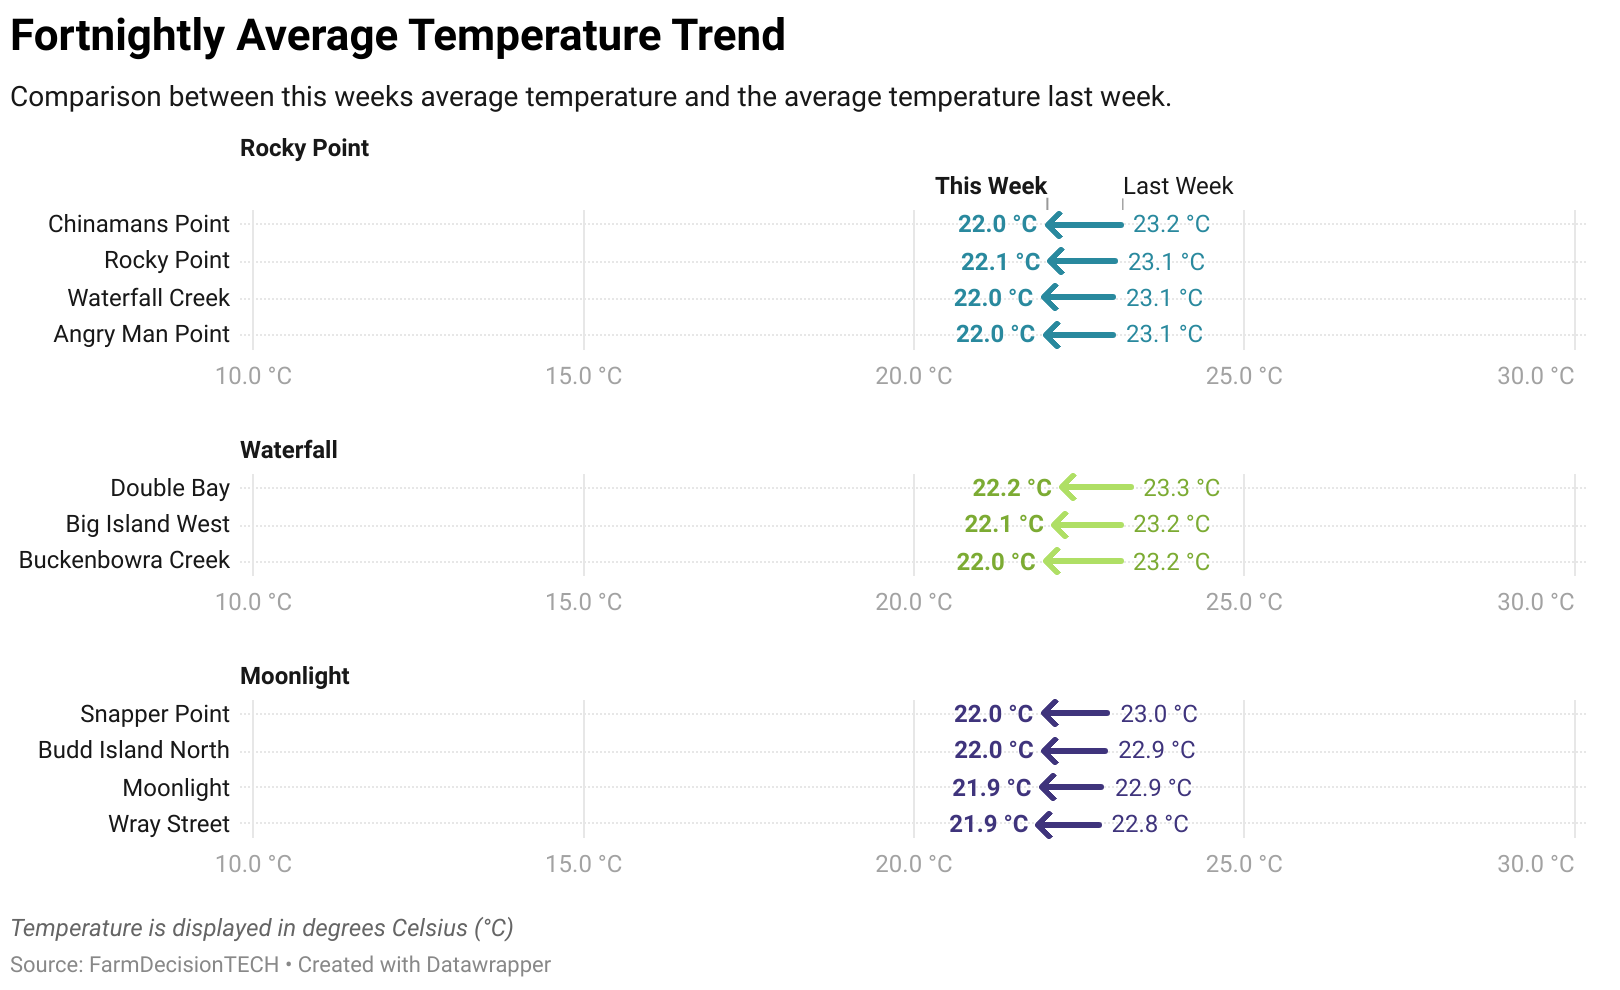 Fortnightly Average Temperature Trend
Comparison between this weeks average temperature and the average temperature last week.
Rocky Point
This Week Last Week
Chinamans Point 22.0 °C 23.2 °C
Rocky Point 22.1 °C 23.1 °C
Waterfall Creek 22.0 °C 23.1 °C
Angry Man Point 22.0 °C 23.1 °C
10.0 °C 15.0 °C 20.0 °C 25.0 °C 30.0 °C
Waterfall
Double Bay 22.2 °C 23.3 °C
Big Island West 22.1 °C 23.2 °C
Buckenbowra Creek 22.0 °C 23.2 °C
10.0 °C 15.0 °C 20.0 °C 25.0 °C 30.0 °C
Moonlight
Snapper Point 22.0 °C 23.0 °C
Budd Island North 22.0 °C 22.9 °C
Moonlight 21.9 °C 22.9 °C
Wray Street 21.9 °C 22.8 °C
10.0 °C 15.0 °C 20.0 °C 25.0 °C 30.0 °C
Temperature is displayed in degrees Celsius (°C)
Source: FarmDecisionTECH • Created with Datawrapper